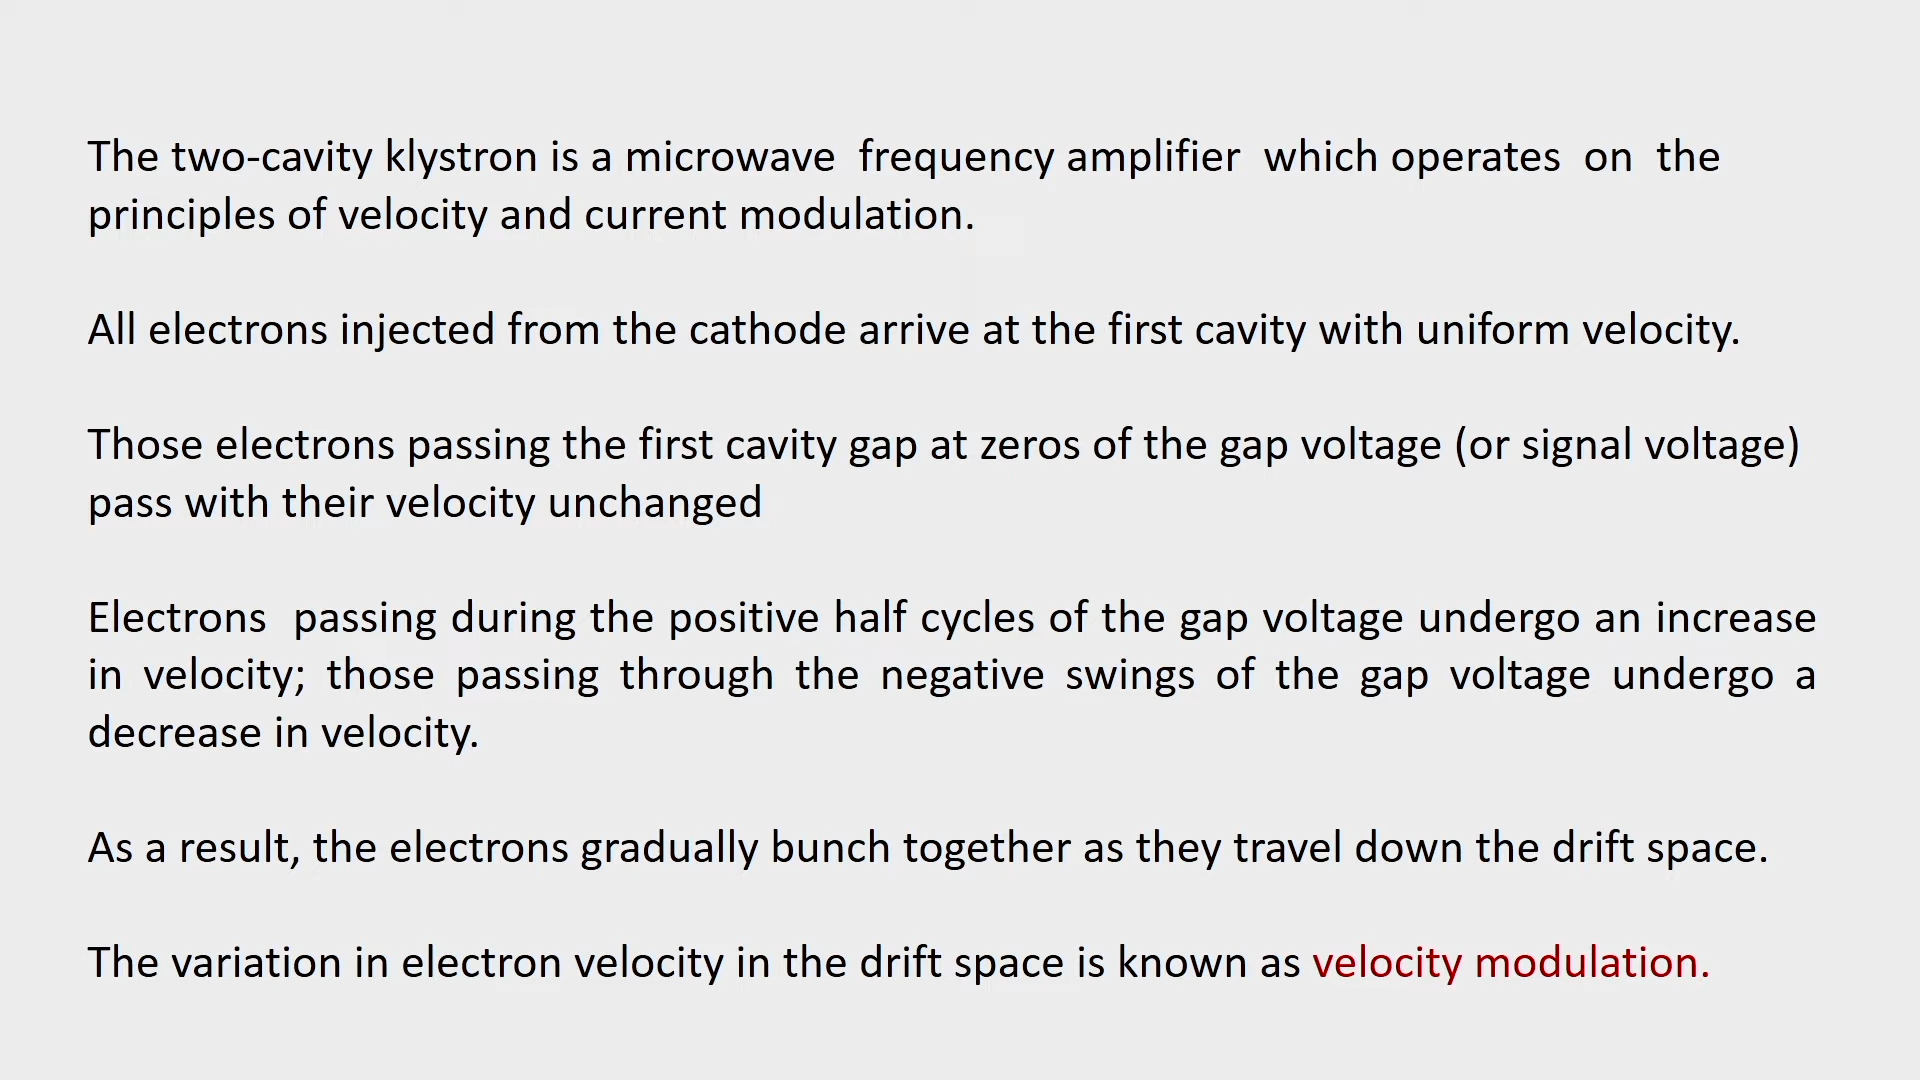 The two-cavity klystron is a microwave frequency amplifier which operates on the
principles of velocity and current modulation.
All electrons injected from the cathode arrive at the first cavity with uniform velocity.
Those electrons passing the first cavity gap at zeros of the gap voltage (or signal voltage)
pass with their velocity unchanged
Electrons passing during the positive half cycles of the gap voltage undergo an increase
in velocity; those passing through the negative swings of the gap voltage undergo a
decrease in velocity.
As a result, the electrons gradually bunch together as they travel down the drift space.
The variation in electron velocity in the drift space is known as velocity modulation.